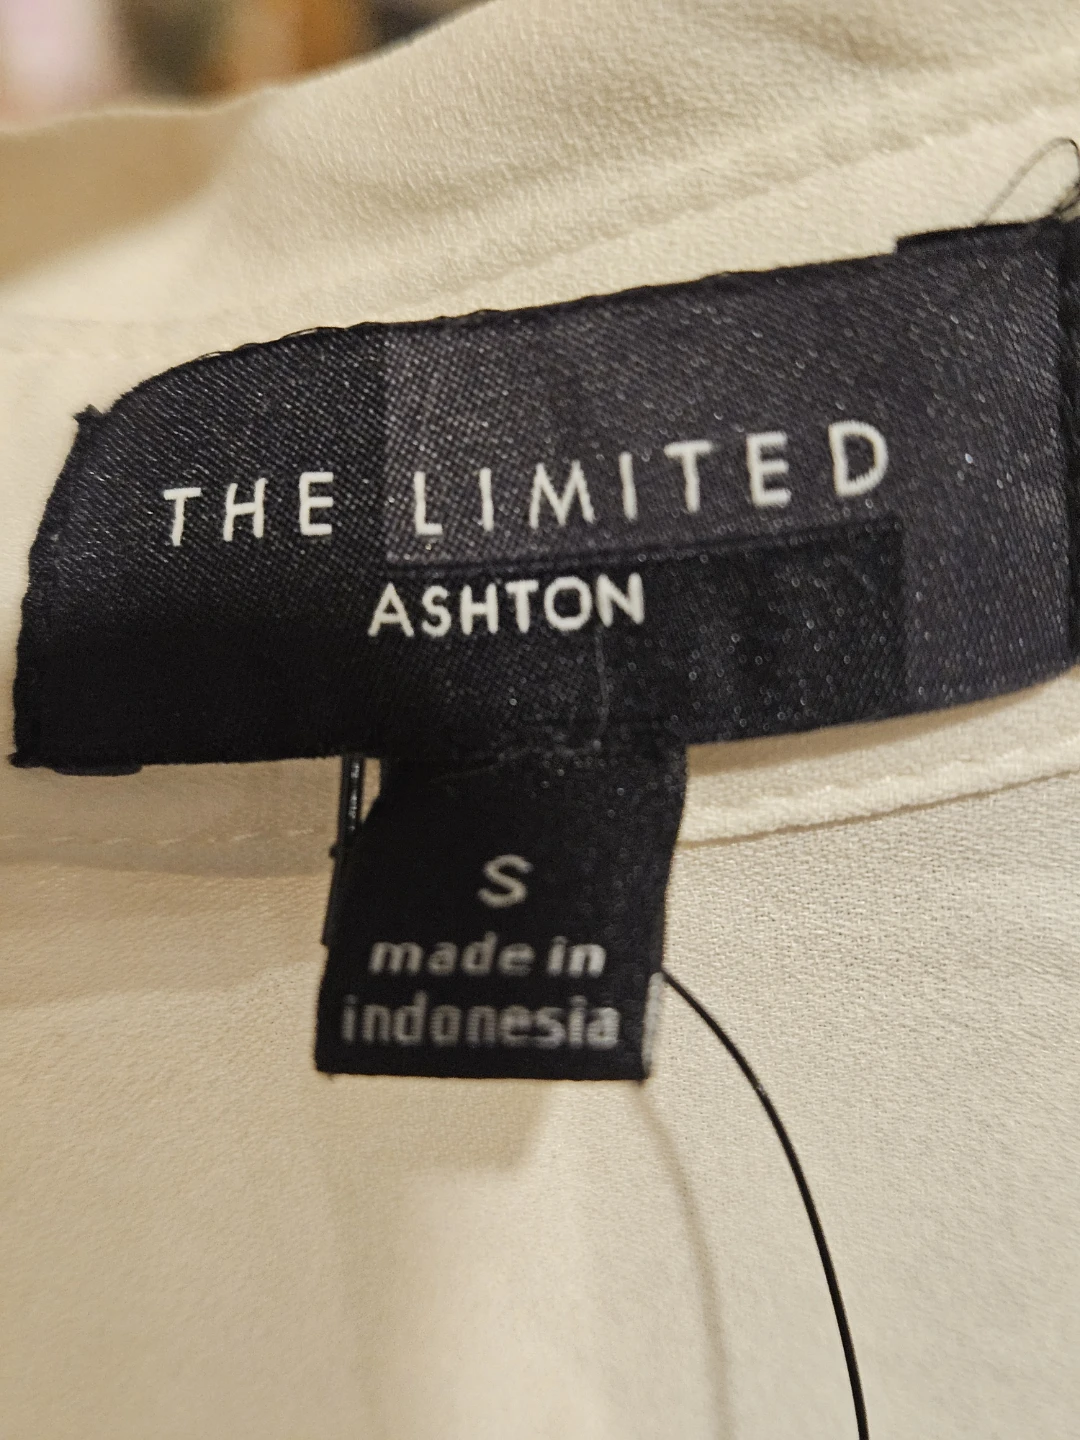 THE LIMITED
ASHTON
S
made in
indonesia